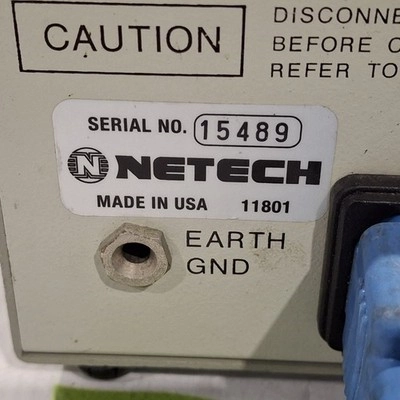 CAUTION
DISCONNE
BEFORE
REFER TO
SERIAL NO. 15489
N NETECH
MADE IN USA 11801
EARTH
GND